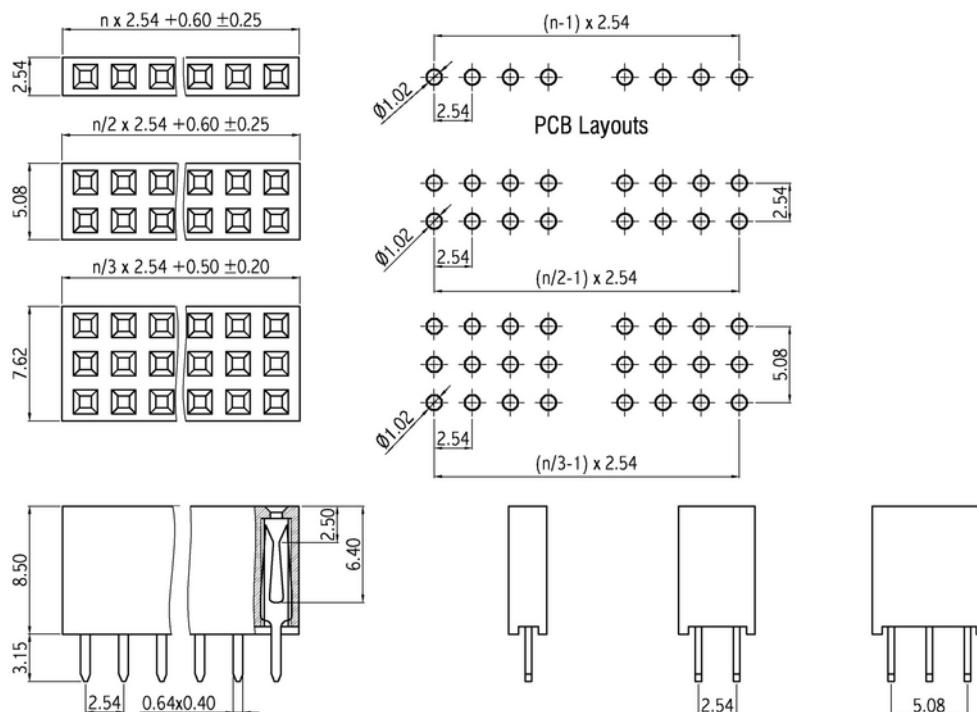 n x 2.54 +0.60 ±0.25
(n-1) x 2.54
2.54
Ø1.02
2.54
PCB Layouts
n/2 x 2.54 +0.60 ±0.25
5.08
2.54
Ø1.02
2.54
(n/2-1) x 2.54
n/3 x 2.54 +0.50 ±0.20
7.62
5.08
Ø1.02
2.54
(n/3-1) x 2.54
8.50
2.50
6.40
3.15
2.54
0.64x0.40
2.54
5.08